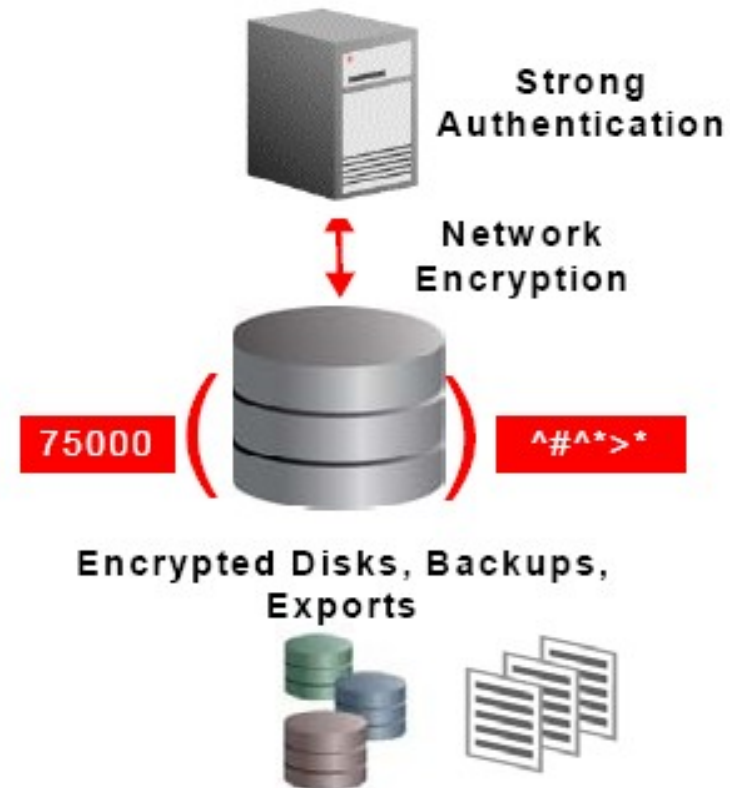 Strong
Authentication
Network
Encryption
75000
^#^*>*
Encrypted Disks, Backups,
Exports